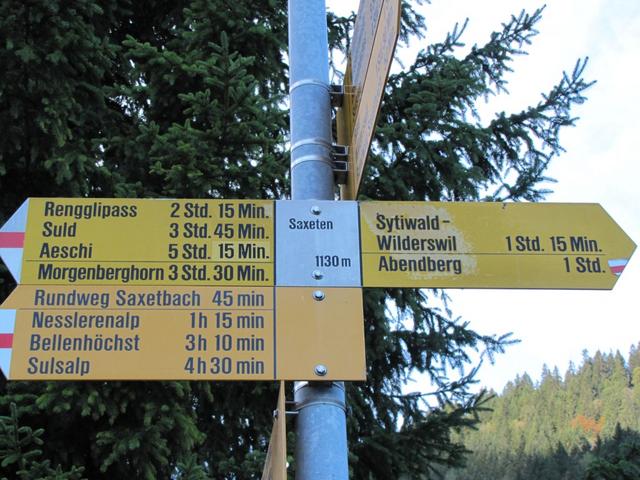 Rengglipass 2 Std. 15 Min.
Suld 3 Std. 45 Min.
Aeschi 5 Std. 15 Min.
Morgenberghorn 3 Std. 30 Min.
Saxeten
1130 m
Sytiwald-
Wilderswil 1 Std. 15 Min.
Abendberg 1 Std.
Rundweg Saxetbach 45 min
Nesslerenalp 1h 15 min
Bellenhöchst 3h 10 min
Sulsalp 4h 30 min